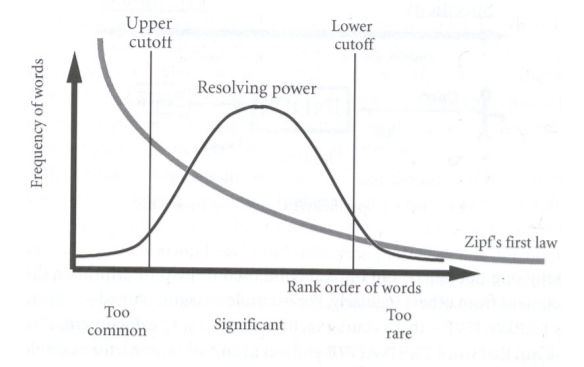 Upper
cutoff
Lower
cutoff
Resolving power
Frequency of words
Zipf's first law
Rank order of words
Too
common
Significant
Too
rare